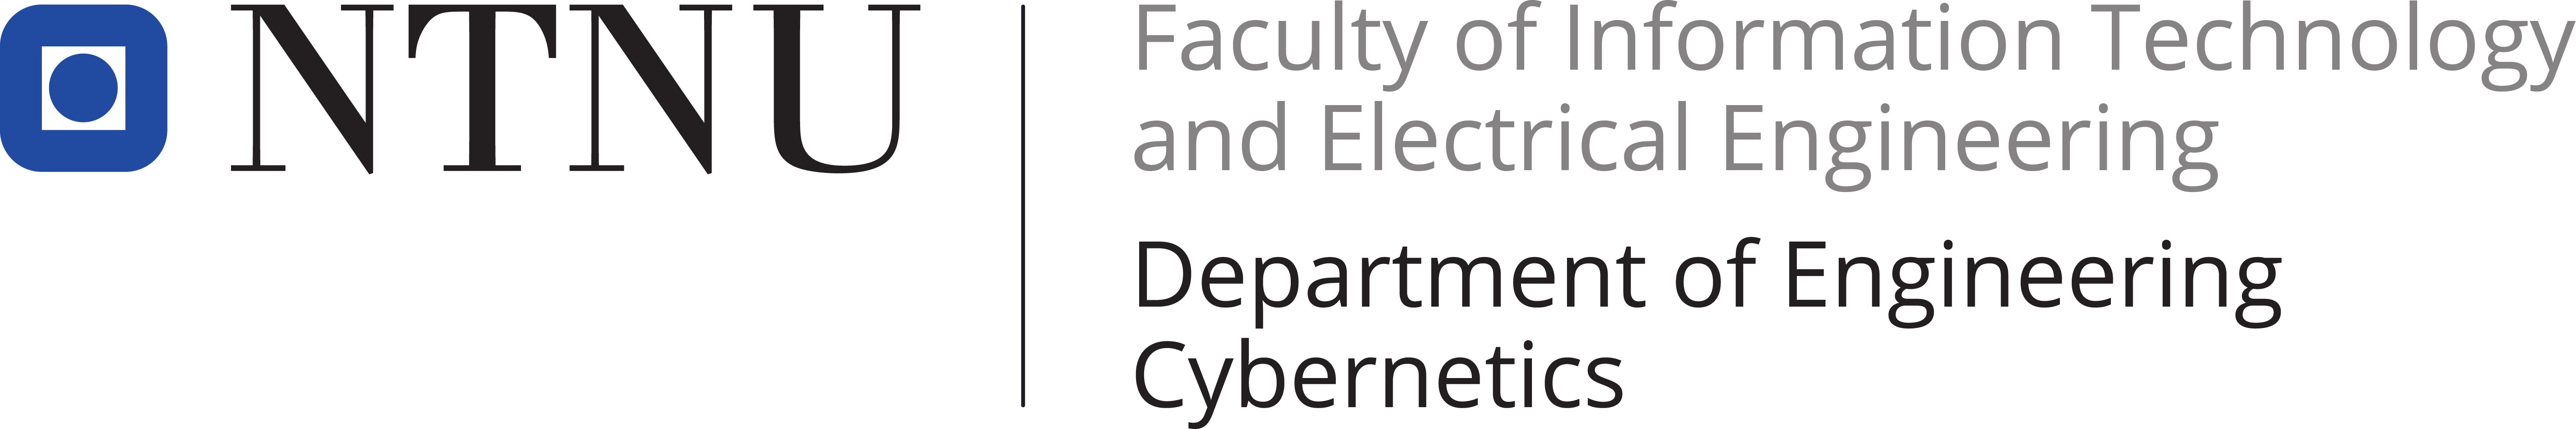 NTNU
Faculty of Information Technology
and Electrical Engineering
Department of Engineering
Cybernetics